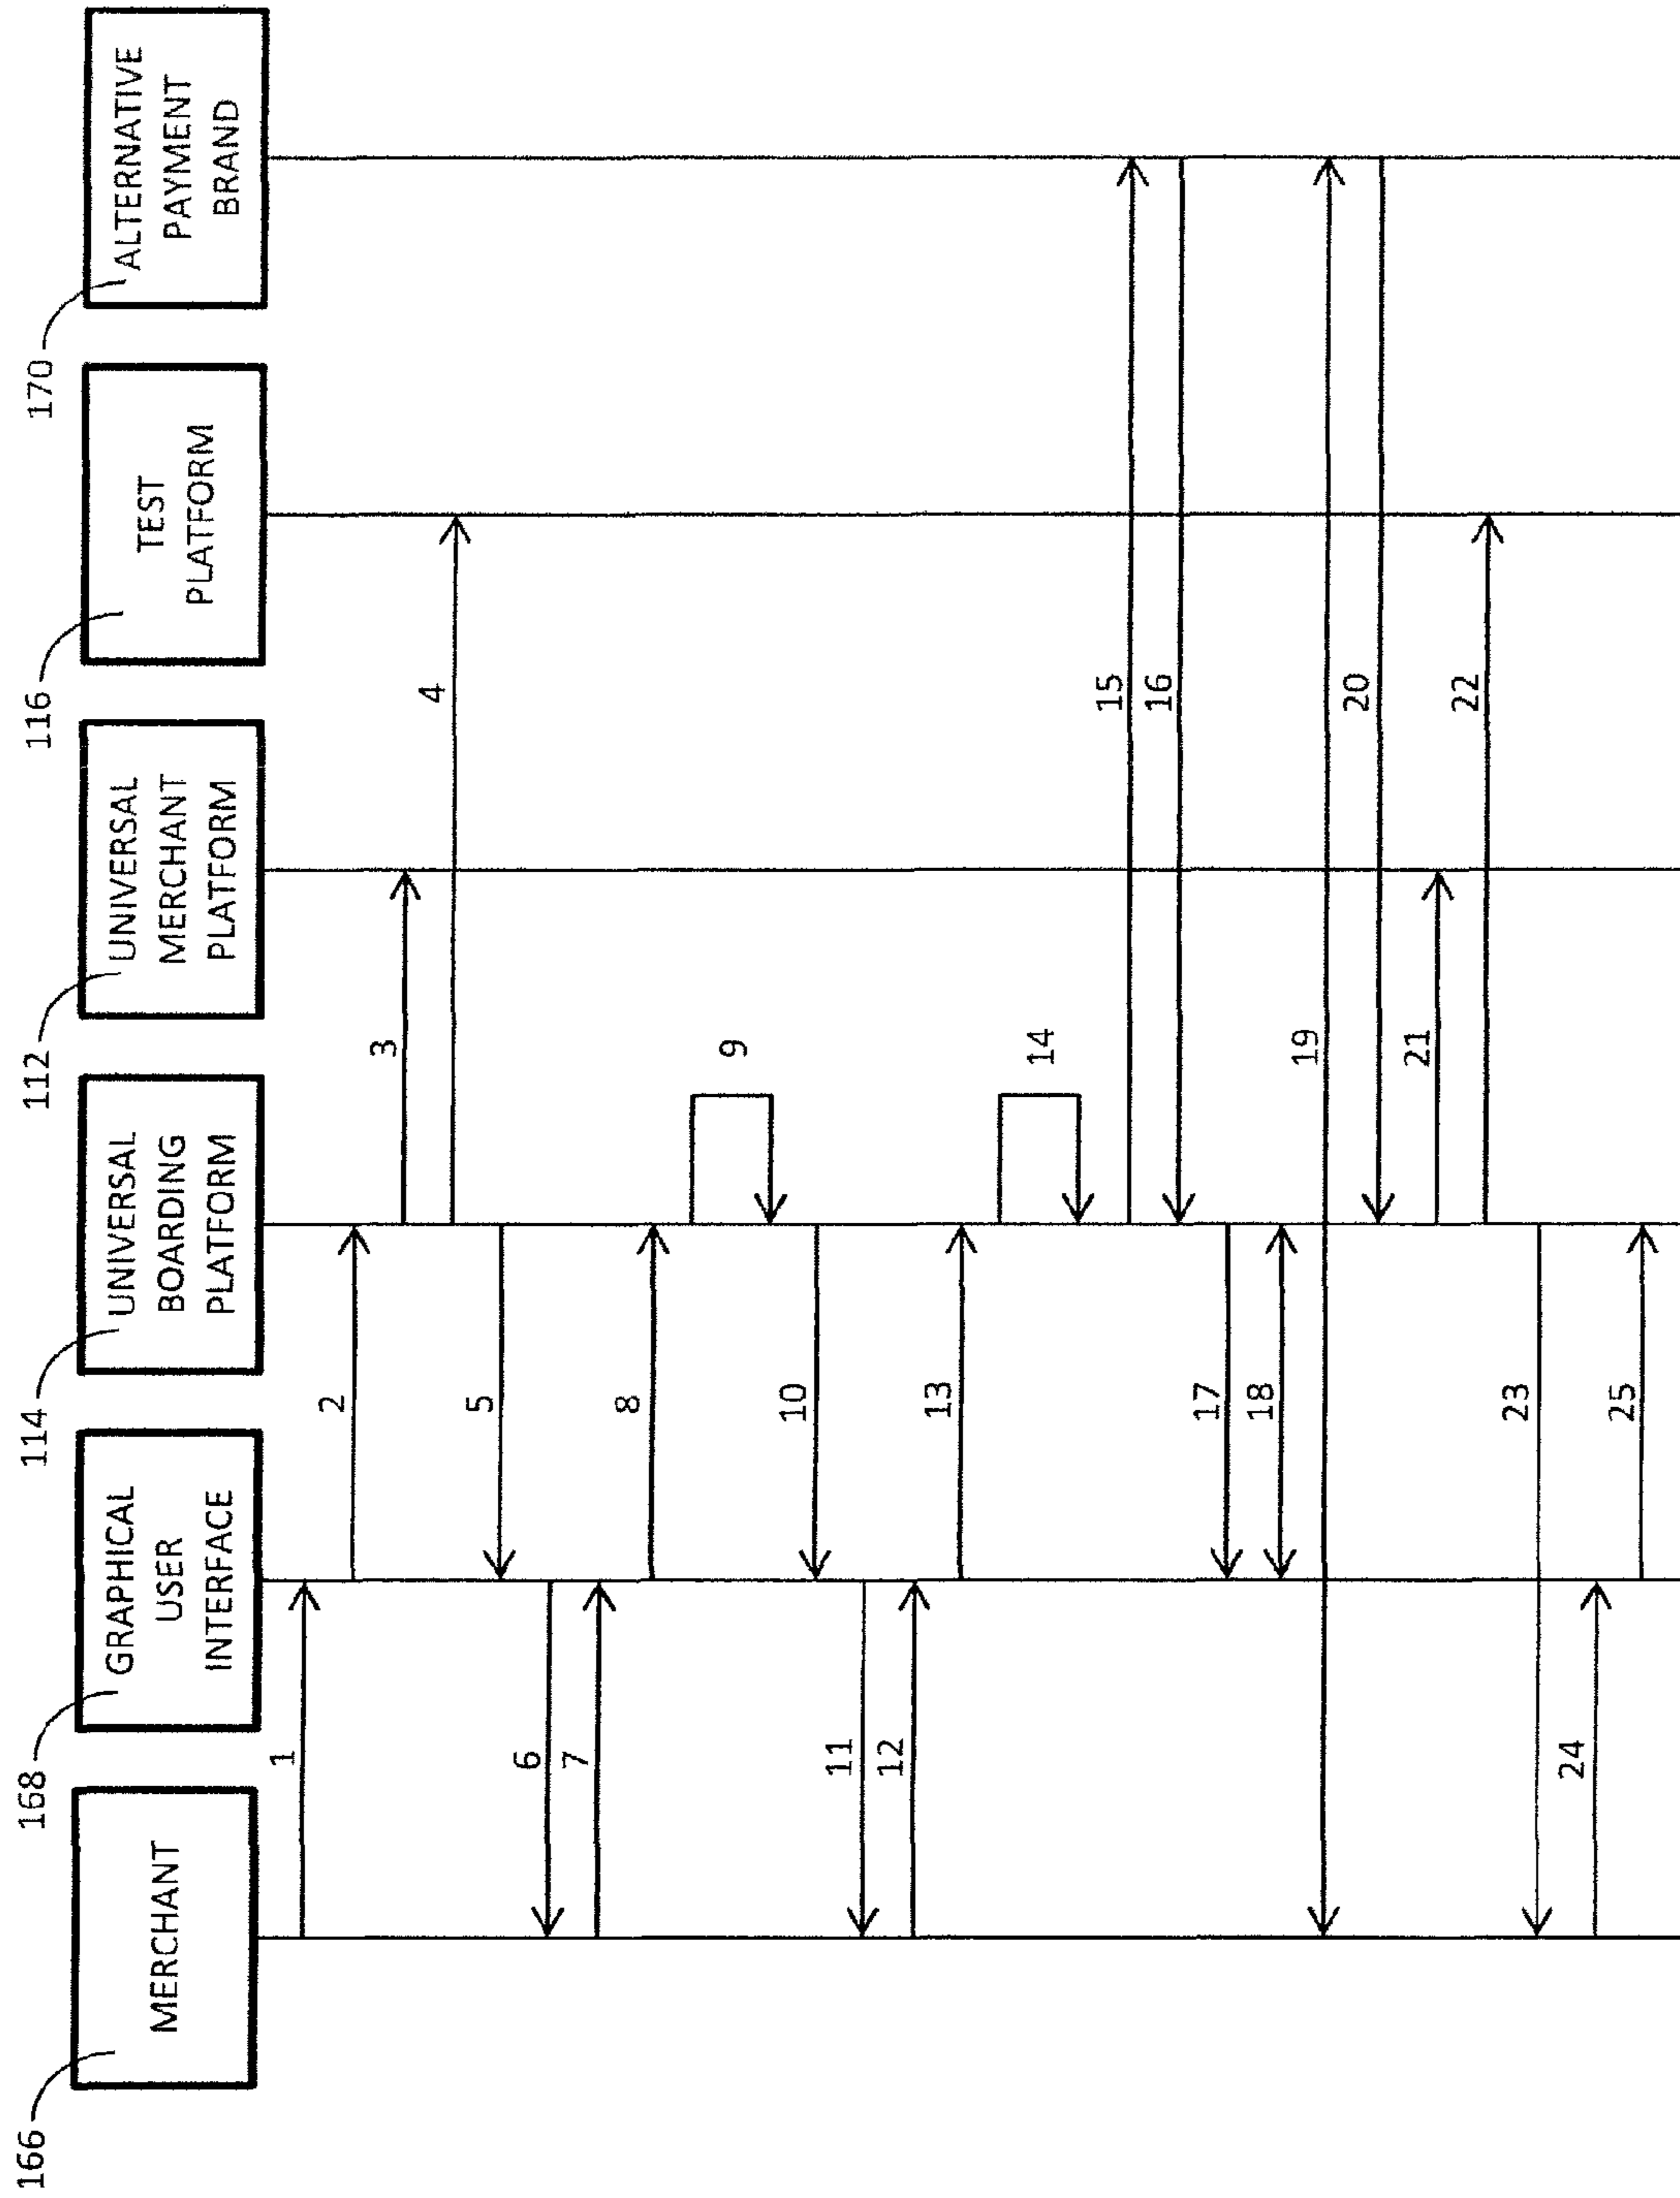 166
MERCHANT
168
GRAPHICAL
USER
INTERFACE
114
UNIVERSAL
BOARDING
PLATFORM
112
UNIVERSAL
MERCHANT
PLATFORM
116
TEST
PLATFORM
170
ALTERNATIVE
PAYMENT
BRAND
1
2
3
4
5
6
7
8
9
10
11
12
13
14
15
16
17
18
19
20
21
22
23
24
25